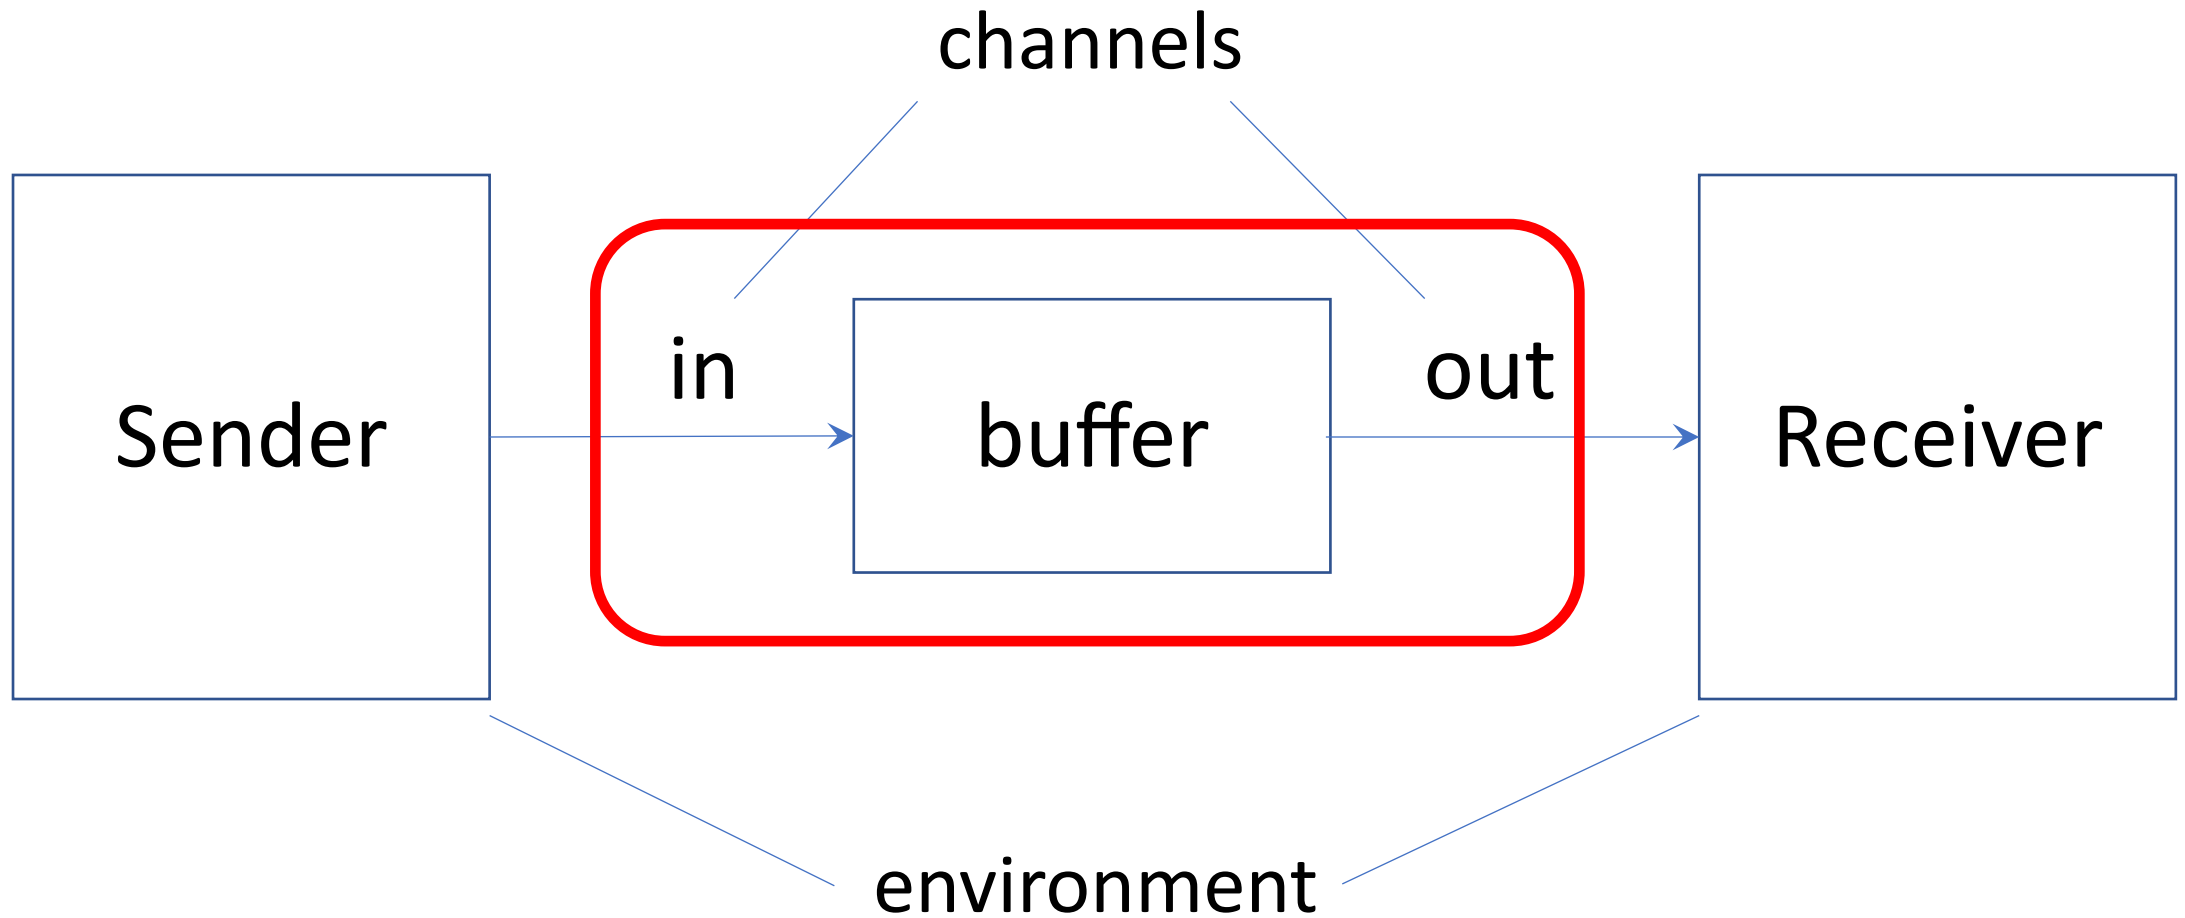 channels
in
out
Sender
buffer
Receiver
environment